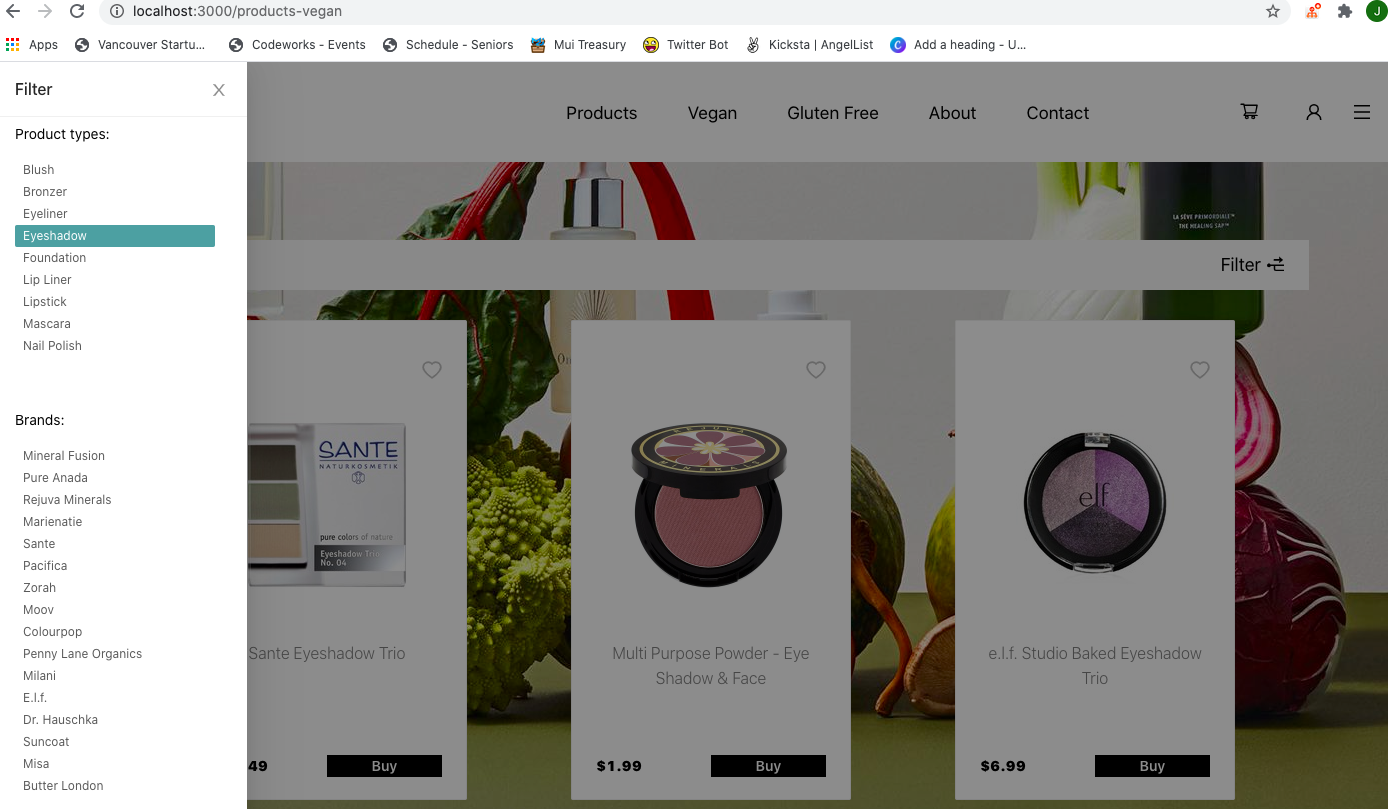 localhost:3000/products-vegan
J
Apps
Vancouver Startu...
Codeworks - Events
Schedule - Seniors
Mui Treasury
Twitter Bot
Kicksta | AngelList
Add a heading - U...
Filter
Products
Vegan
Gluten Free
About
Contact
Product types:
Blush
Bronzer
Eyeliner
Eyeshadow
Foundation
Lip Liner
Lipstick
Mascara
Nail Polish
Brands:
Mineral Fusion
Pure Anada
Rejuva Minerals
Marienatie
Sante
Pacifica
Zorah
Moov
Colourpop
Penny Lane Organics
Milani
E.l.f.
Dr. Hauschka
Suncoat
Misa
Butter London
LA SÈVE PRIMORDIALE™
THE HEALING SAP™
Filter
SANTE
NATURKOSMETIK
pure colors of nature
Eyeshadow Trio
No. 04
Sante Eyeshadow Trio
49
Buy
Multi Purpose Powder - Eye
Shadow & Face
$1.99
Buy
elf
e.l.f. Studio Baked Eyeshadow
Trio
$6.99
Buy